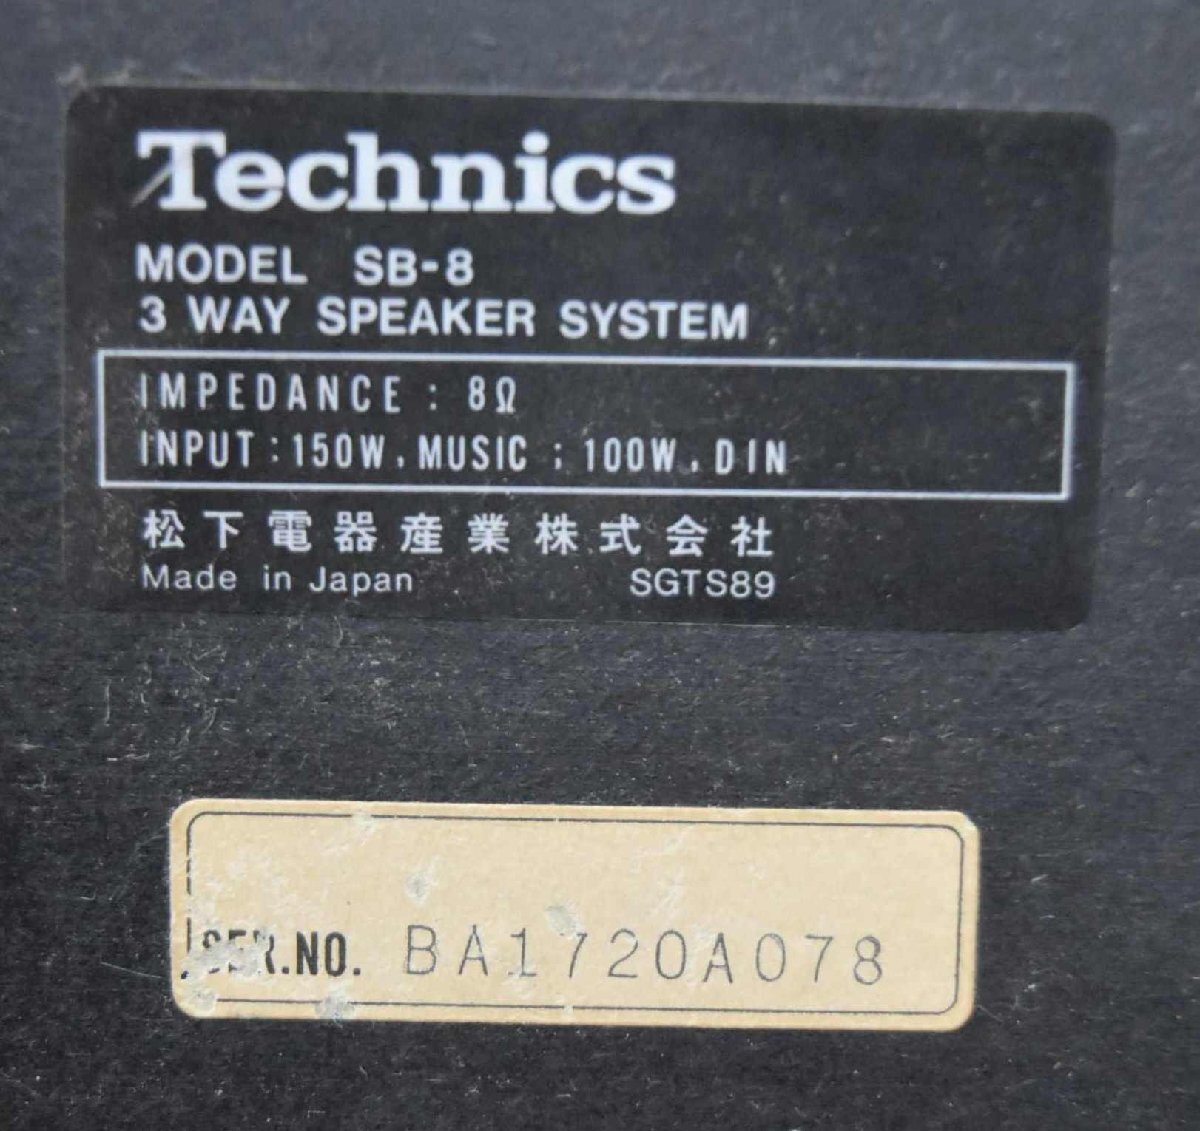 Technics
MODEL SB-8
3 WAY SPEAKER SYSTEM
IMPEDANCE : 8Ω
INPUT : 150W, MUSIC ; 100W, DIN
松下電器産業株式会社
Made in Japan SGTS89
SER.NO. BA1720A078